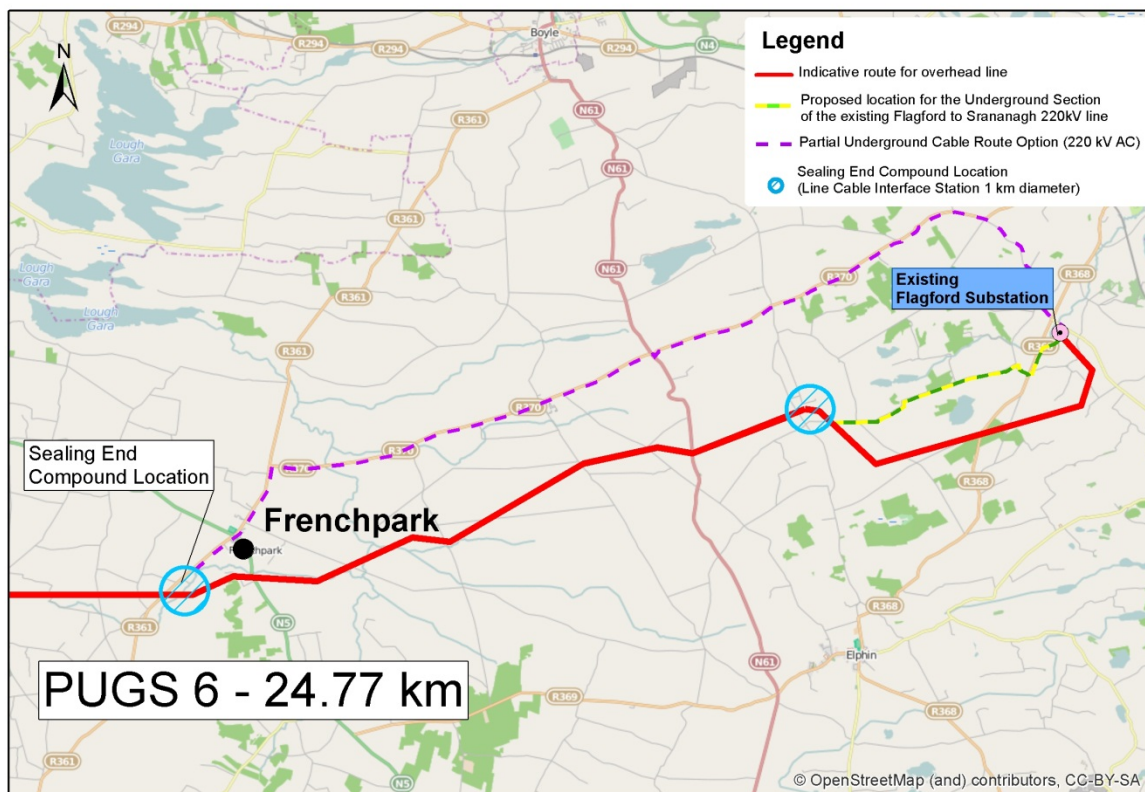 R294
R294
Boyle
R294
N4
Legend
Indicative route for overhead line
Proposed location for the Underground Section
of the existing Flagford to Srananagh 220kV line
Partial Underground Cable Route Option (220 kV AC)
Sealing End Compound Location
(Line Cable Interface Station 1 km diameter)
N
R361
N61
Lough
Gara
R361
Lough
Gara
R361
N61
R370
R368
Existing
Flagford Substation
R361
R370
Sealing End
Compound Location
R370
Frenchpark
R361
N5
R368
R368
Elphin
N61
PUGS 6 - 24.77 km
R369
R368
R361
N5
© OpenStreetMap (and) contributors, CC-BY-SA